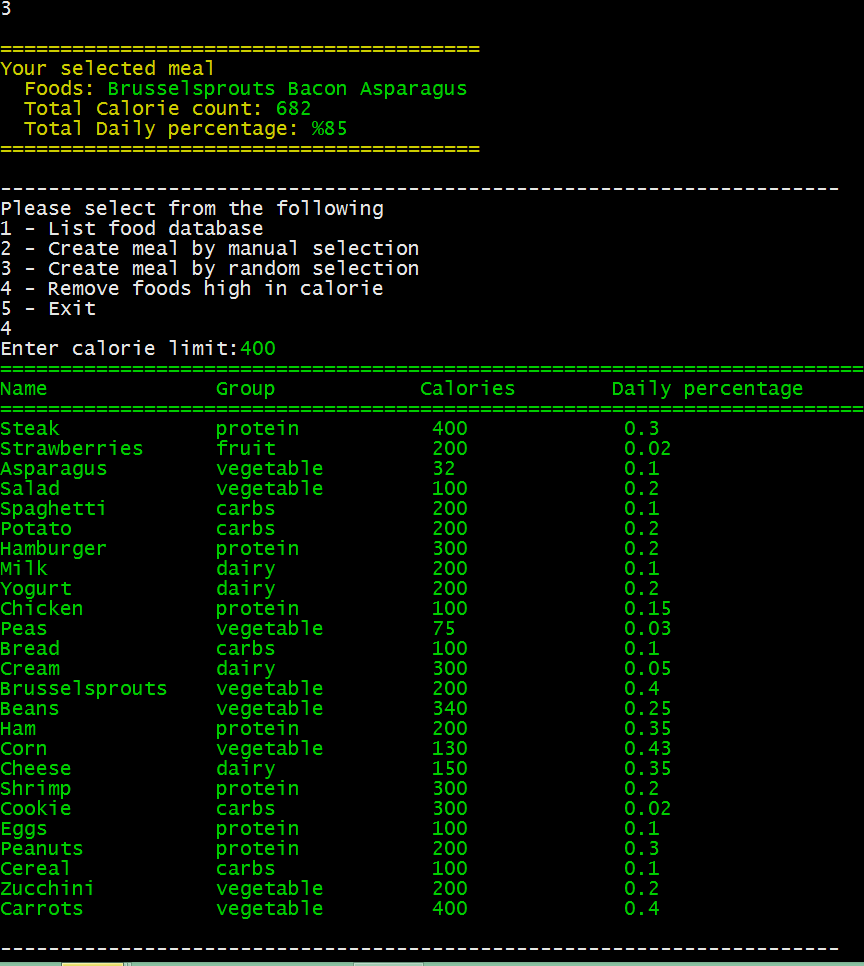 3
========================================
Your selected meal
  Foods: Brusselsprouts Bacon Asparagus
  Total Calorie count: 682
  Total Daily percentage: %85
========================================
----------------------------------------------------------------------
Please select from the following
1 - List food database
2 - Create meal by manual selection
3 - Create meal by random selection
4 - Remove foods high in calorie
5 - Exit
4
Enter calorie limit:400
========================================================================
Name              Group            Calories        Daily percentage
========================================================================
Steak             protein           400             0.3
Strawberries      fruit             200             0.02
Asparagus         vegetable         32              0.1
Salad             vegetable         100             0.2
Spaghetti         carbs             200             0.1
Potato            carbs             200             0.2
Hamburger         protein           300             0.2
Milk              dairy             200             0.1
Yogurt            dairy             200             0.2
Chicken           protein           100             0.15
Peas              vegetable         75              0.03
Bread             carbs             100             0.1
Cream             dairy             300             0.05
Brusselsprouts    vegetable         200             0.4
Beans             vegetable         340             0.25
Ham               protein           200             0.35
Corn              vegetable         130             0.43
Cheese            dairy             150             0.35
Shrimp            protein           300             0.2
Cookie            carbs             300             0.02
Eggs              protein           100             0.1
Peanuts           protein           200             0.3
Cereal            carbs             100             0.1
Zucchini          vegetable         200             0.2
Carrots           vegetable         400             0.4
----------------------------------------------------------------------